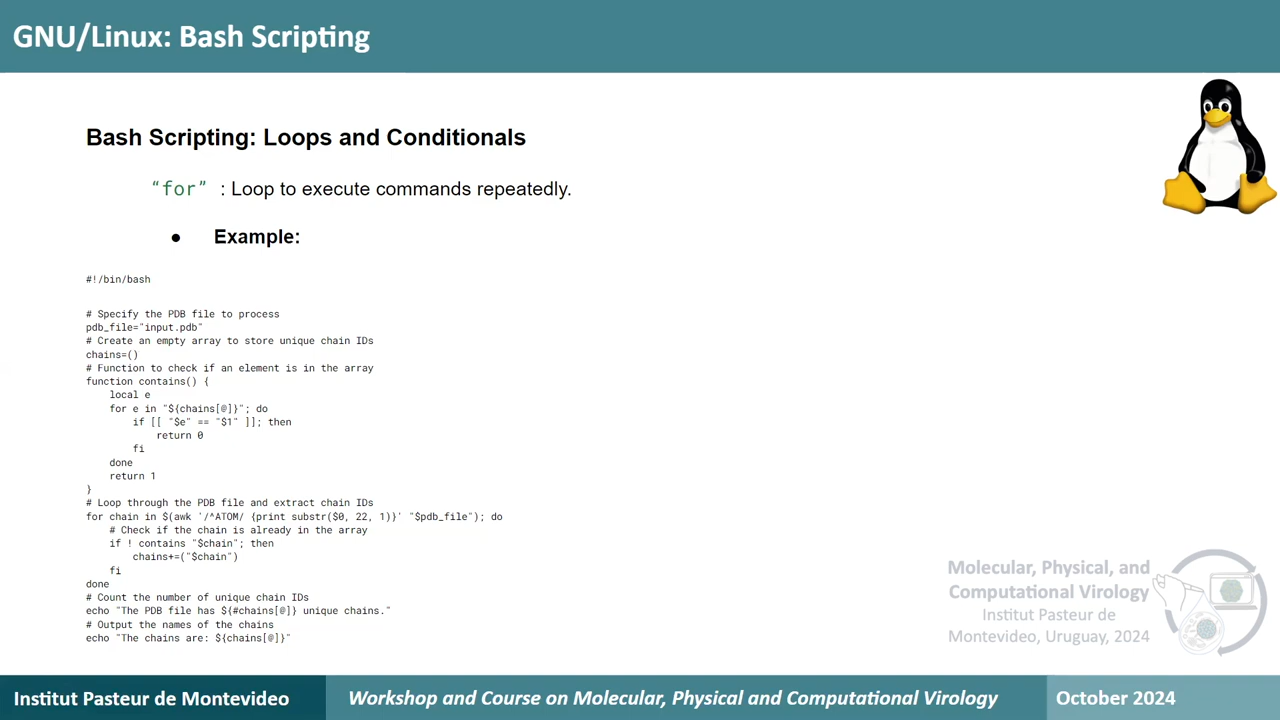 GNU/Linux: Bash Scripting
Bash Scripting: Loops and Conditionals
“for” : Loop to execute commands repeatedly.
● Example:
#!/bin/bash
# Specify the PDB file to process
pdb_file="input.pdb"
# Create an empty array to store unique chain IDs
chains=()
# Function to check if an element is in the array
function contains() {
    local e
    for e in "${chains[@]}"; do
        if [[ "$e" == "$1" ]]; then
            return 0
        fi
    done
    return 1
}
# Loop through the PDB file and extract chain IDs
for chain in $(awk '/^ATOM/ {print substr($0, 22, 1)}' "$pdb_file"); do
    # Check if the chain is already in the array
    if ! contains "$chain"; then
        chains+=("$chain")
    fi
done
# Count the number of unique chain IDs
echo "The PDB file has ${#chains[@]} unique chains."
# Output the names of the chains
echo "The chains are: ${chains[@]}"
Molecular, Physical, and
Computational Virology
Institut Pasteur de
Montevideo, Uruguay, 2024
Institut Pasteur de Montevideo
Workshop and Course on Molecular, Physical and Computational Virology
October 2024